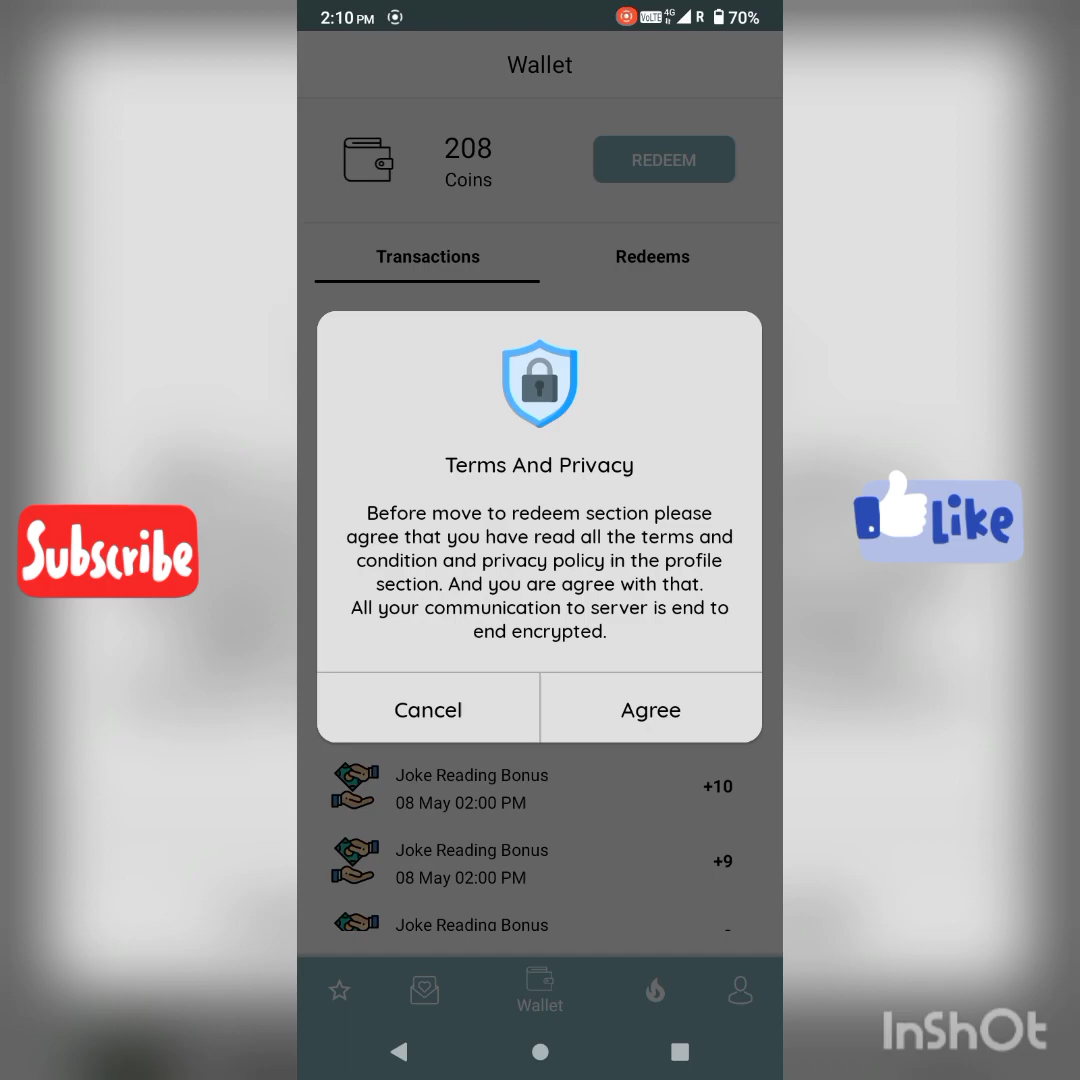 2:10 PM VoLTE 4G R 70%
Wallet
208
Coins
REDEEM
Transactions Redeems
Terms And Privacy
Before move to redeem section please
agree that you have read all the terms and
condition and privacy policy in the profile
section. And you are agree with that.
All your communication to server is end to
end encrypted.
Cancel Agree
Subscribe
Like
Joke Reading Bonus
+10
08 May 02:00 PM
Joke Reading Bonus
+9
08 May 02:00 PM
Joke Reading Bonus
Wallet
InShOt